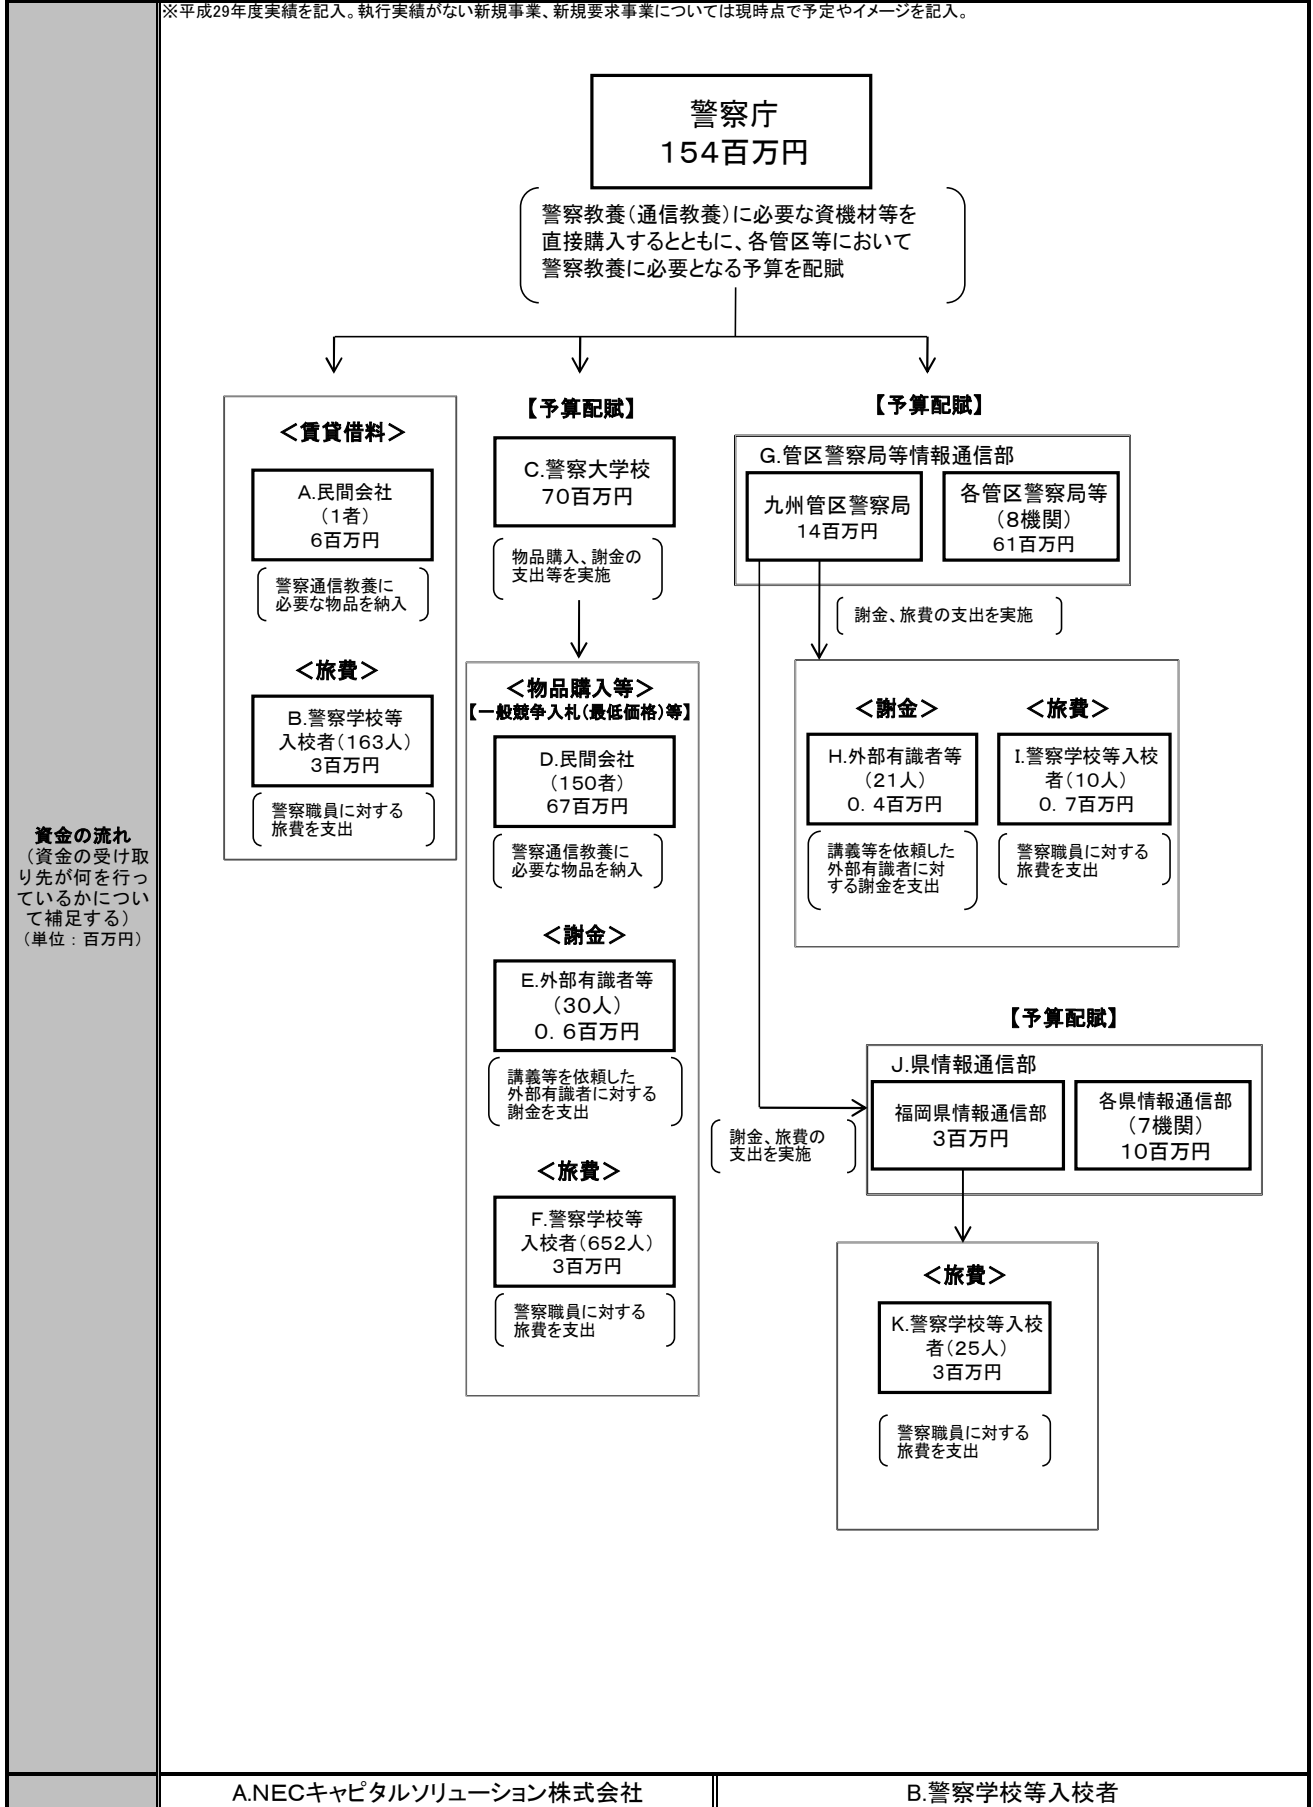 ※平成29年度実績を記入。執行実績がない新規事業、新規要求事業については現時点で予定やイメージを記入。
資金の流れ
（資金の受け取
り先が何を行っ
ているかについ
て補足する）
（単位：百万円）
警察庁
154百万円
警察教養（通信教養）に必要な資機材等を
直接購入するとともに、各管区等において
警察教養に必要となる予算を配賦
＜賃貸借料＞
A.民間会社
（1者）
6百万円
警察通信教養に
必要な物品を納入
＜旅費＞
B.警察学校等
入校者（163人）
3百万円
警察職員に対する
旅費を支出
【予算配賦】
C.警察大学校
70百万円
物品購入、謝金の
支出等を実施
＜物品購入等＞
【一般競争入札（最低価格）等】
D.民間会社
（150者）
67百万円
警察通信教養に
必要な物品を納入
＜謝金＞
E.外部有識者等
（30人）
0．6百万円
講義等を依頼した
外部有識者に対する
謝金を支出
＜旅費＞
F.警察学校等
入校者（652人）
3百万円
警察職員に対する
旅費を支出
【予算配賦】
G.管区警察局等情報通信部
九州管区警察局
14百万円
各管区警察局等
（8機関）
61百万円
謝金、旅費の支出を実施
＜謝金＞
H.外部有識者等
（21人）
0．4百万円
講義等を依頼した
外部有識者に対
する謝金を支出
＜旅費＞
I.警察学校等入校
者（10人）
0．7百万円
警察職員に対する
旅費を支出
【予算配賦】
謝金、旅費の
支出を実施
J.県情報通信部
福岡県情報通信部
3百万円
各県情報通信部
（7機関）
10百万円
＜旅費＞
K.警察学校等入校
者（25人）
3百万円
警察職員に対する
旅費を支出
A.NECキャピタルソリューション株式会社
B.警察学校等入校者